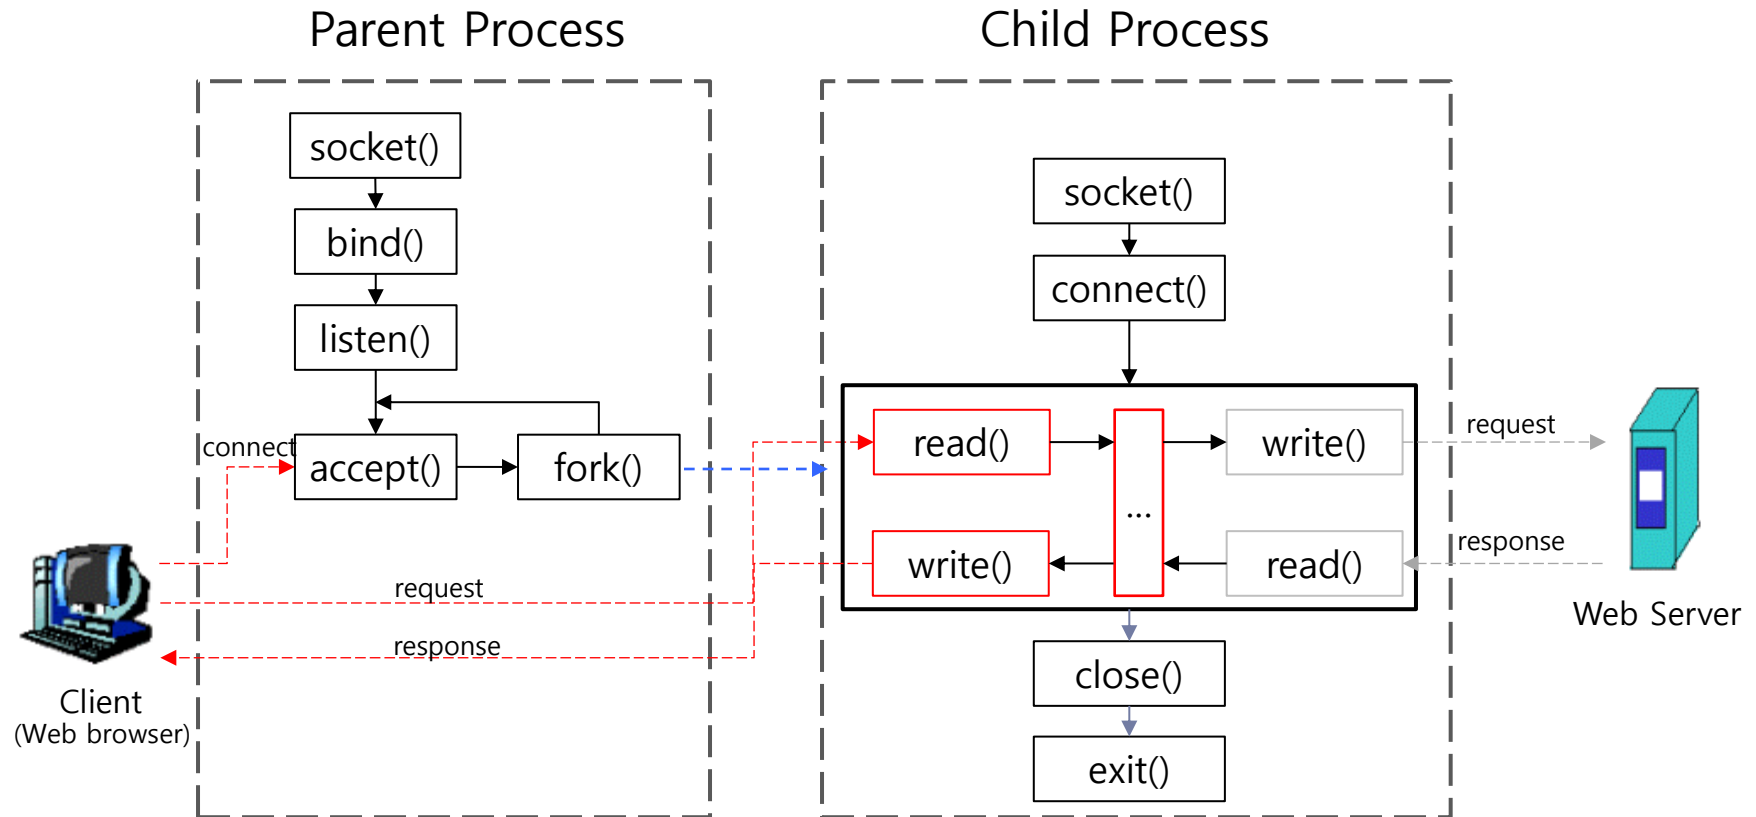 Parent Process
Child Process
socket()
bind()
listen()
connect
accept()
fork()
request
response
Client
(Web browser)
socket()
connect()
read()
...
write()
write()
read()
close()
exit()
request
response
Web Server